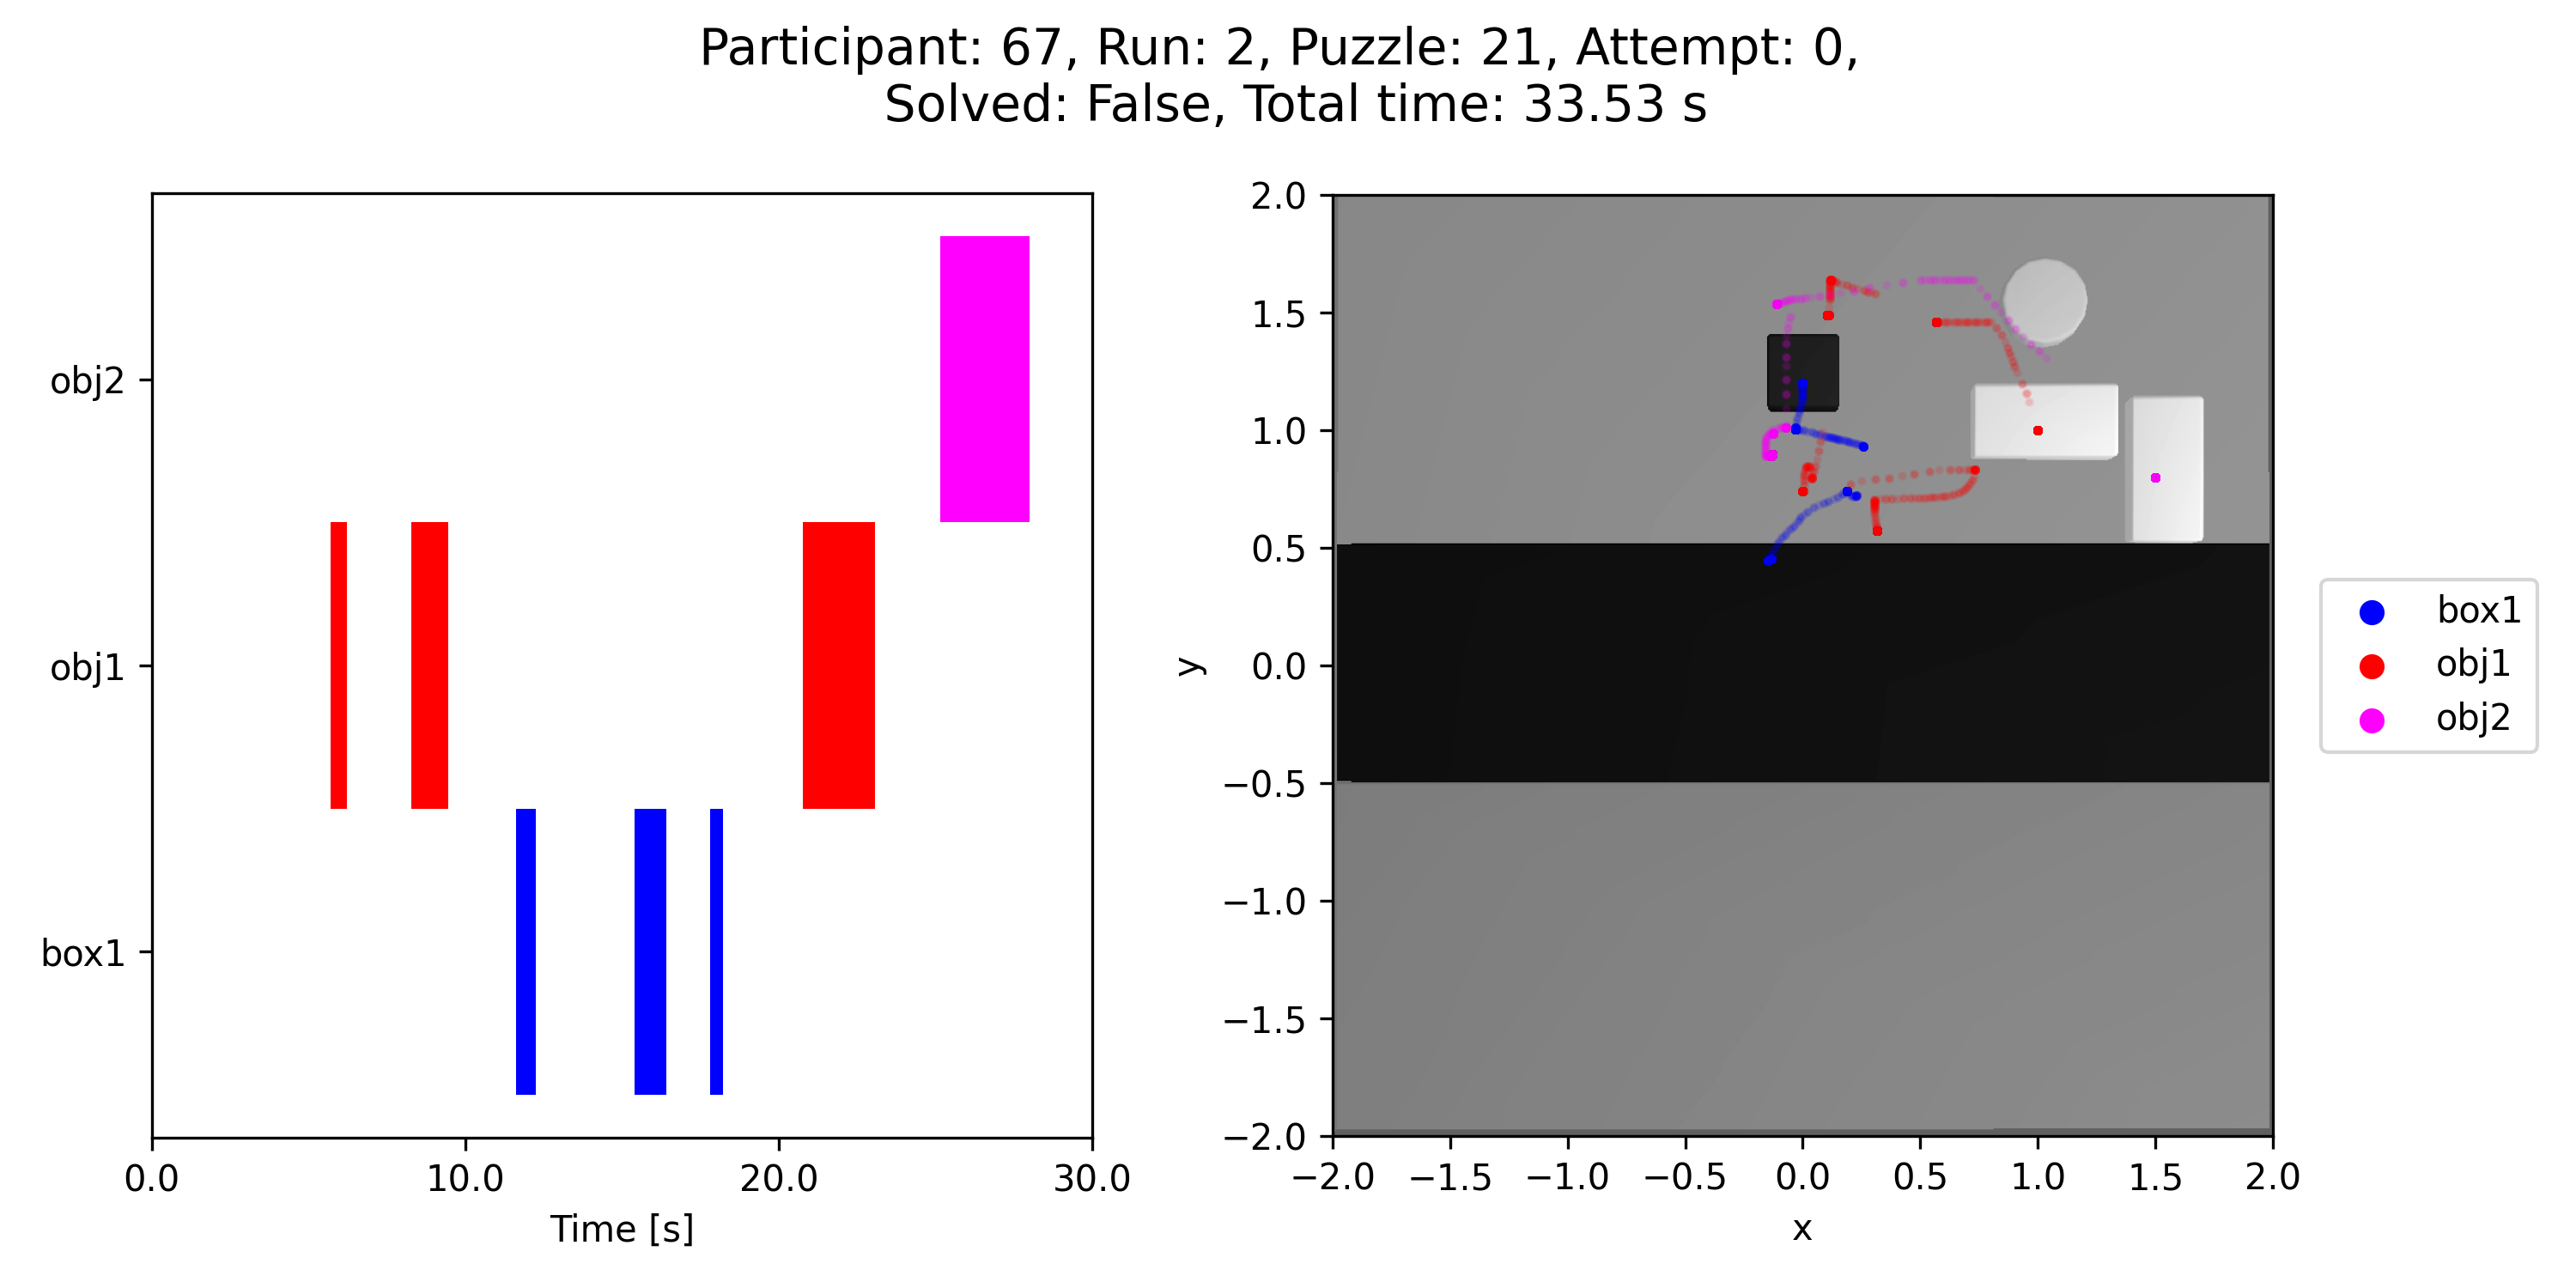 Participant: 67, Run: 2, Puzzle: 21, Attempt: 0,
Solved: False, Total time: 33.53 s
obj2
obj1
box1
0.0 10.0 20.0 30.0
Time [s]
2.0
1.5
1.0
0.5
0.0
−0.5
−1.0
−1.5
−2.0
y
−2.0 −1.5 −1.0 −0.5 0.0 0.5 1.0 1.5 2.0
x
box1
obj1
obj2